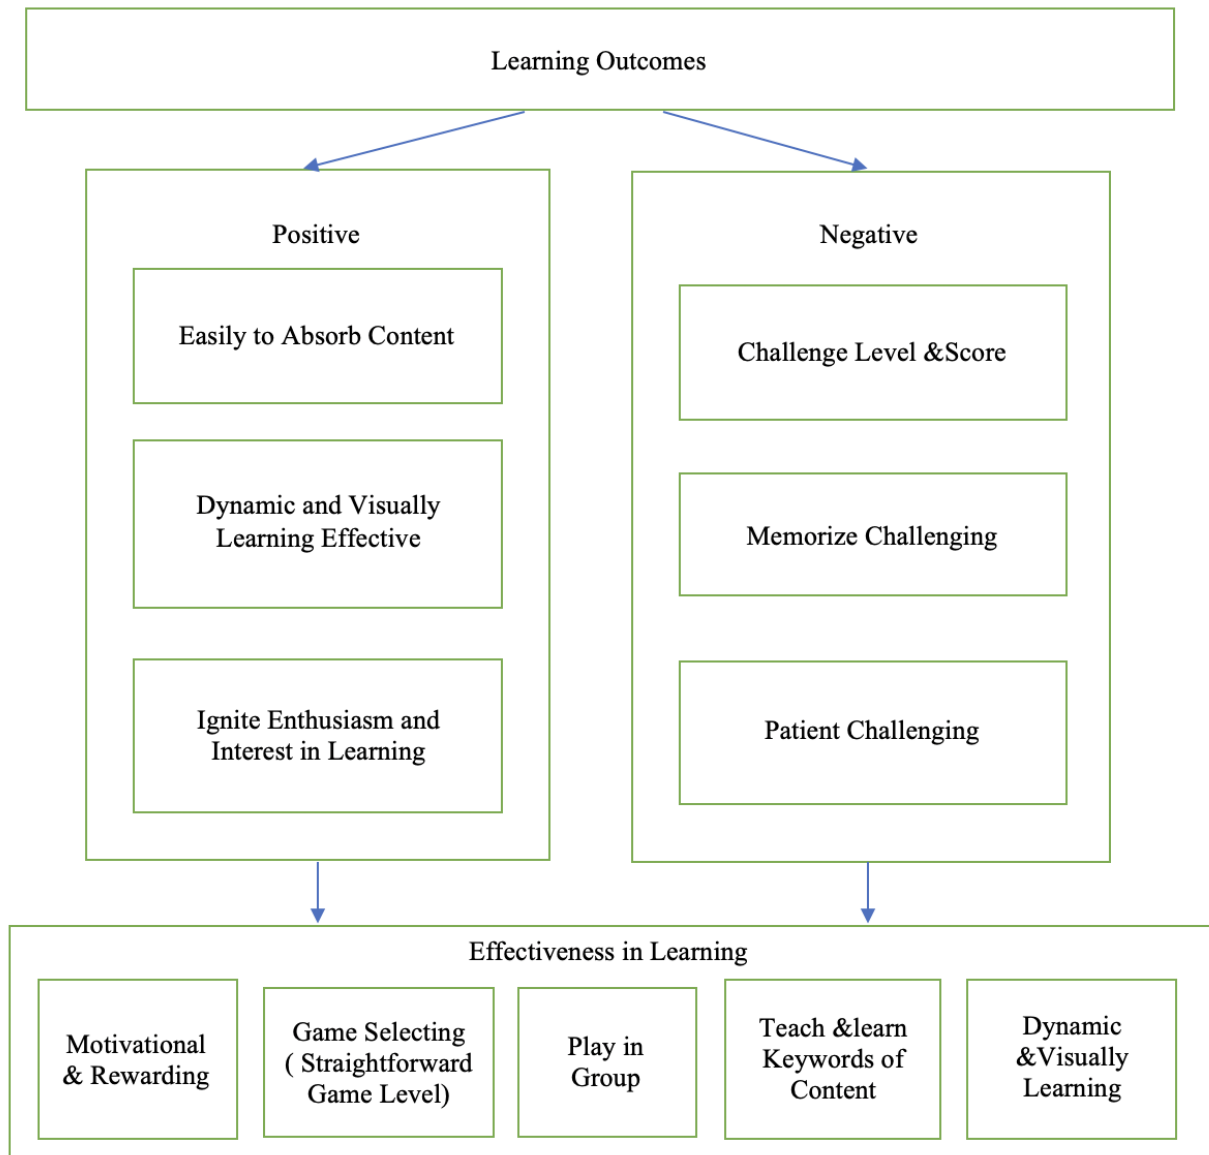 Learning Outcomes
Positive
Easily to Absorb Content
Dynamic and Visually
Learning Effective
Ignite Enthusiasm and
Interest in Learning
Negative
Challenge Level &Score
Memorize Challenging
Patient Challenging
Effectiveness in Learning
Motivational
& Rewarding
Game Selecting
( Straightforward
Game Level)
Play in
Group
Teach &learn
Keywords of
Content
Dynamic
&Visually
Learning